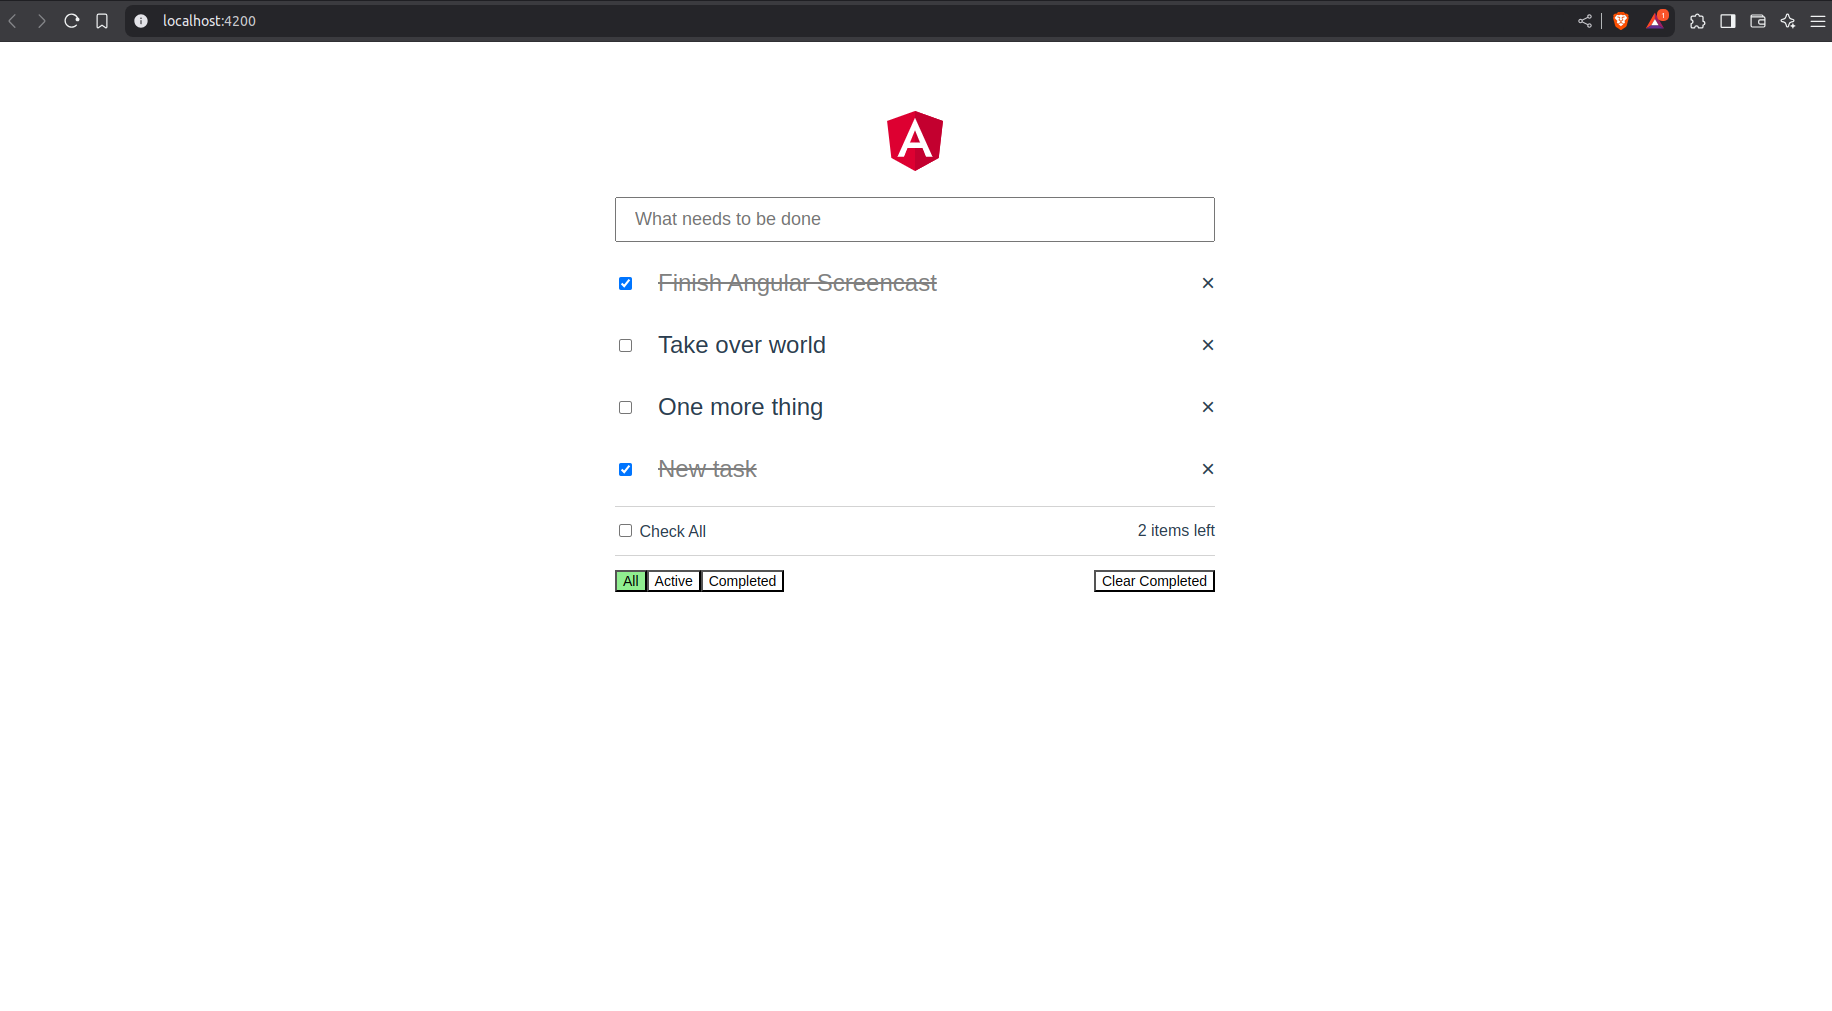 localhost:4200
1
A
What needs to be done
Finish Angular Screencast ×
Take over world ×
One more thing ×
New task ×
Check All 2 items left
All Active Completed Clear Completed